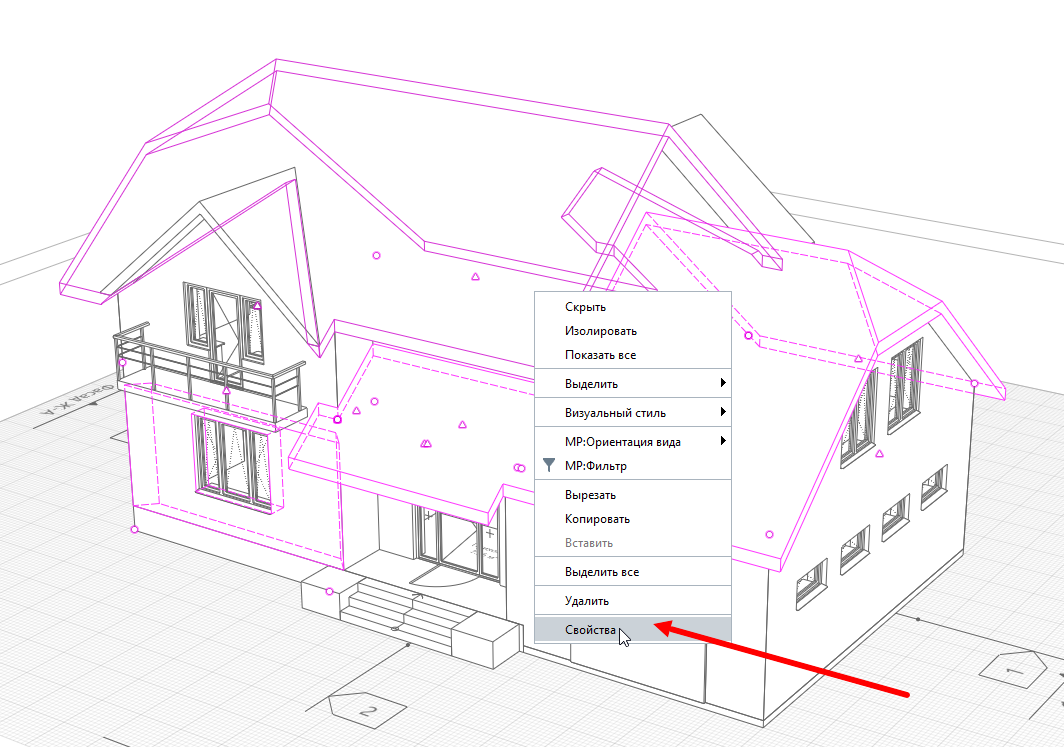 Фасад Ж-А
Скрыть
Изолировать
Показать все
Выделить
Визуальный стиль
МР:Ориентация вида
МР:Фильтр
Вырезать
Копировать
Вставить
Выделить все
Удалить
Свойства
1
2